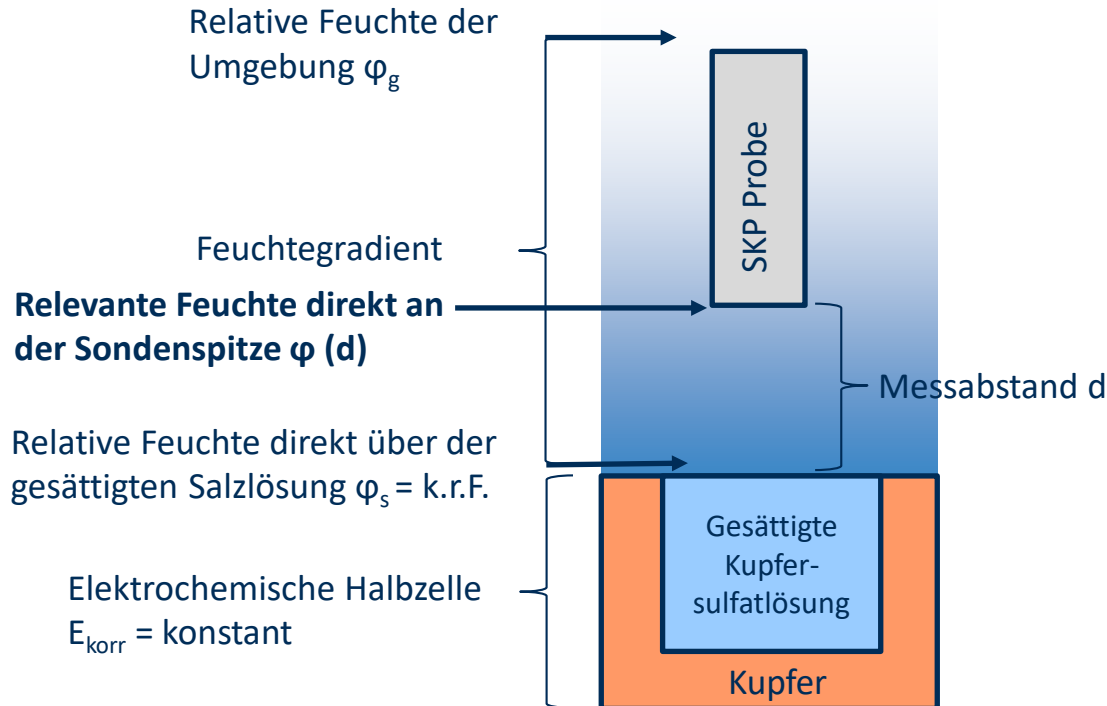 Relative Feuchte der
Umgebung φg
SKP Probe
Feuchtegradient
Relevante Feuchte direkt an
der Sondenspitze φ (d)
Messabstand d
Relative Feuchte direkt über der
gesättigten Salzlösung φs = k.r.F.
Gesättigte
Kupfer-
sulfatlösung
Elektrochemische Halbzelle
Ekorr = konstant
Kupfer